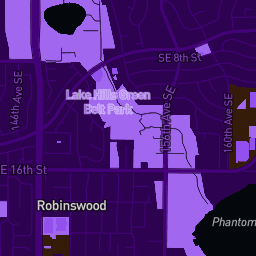 SE 8th St
146th Ave SE
Lake Hills Green
Belt Park
156th Ave SE
160th Ave SE
E 16th St
Robinswood
Phantom